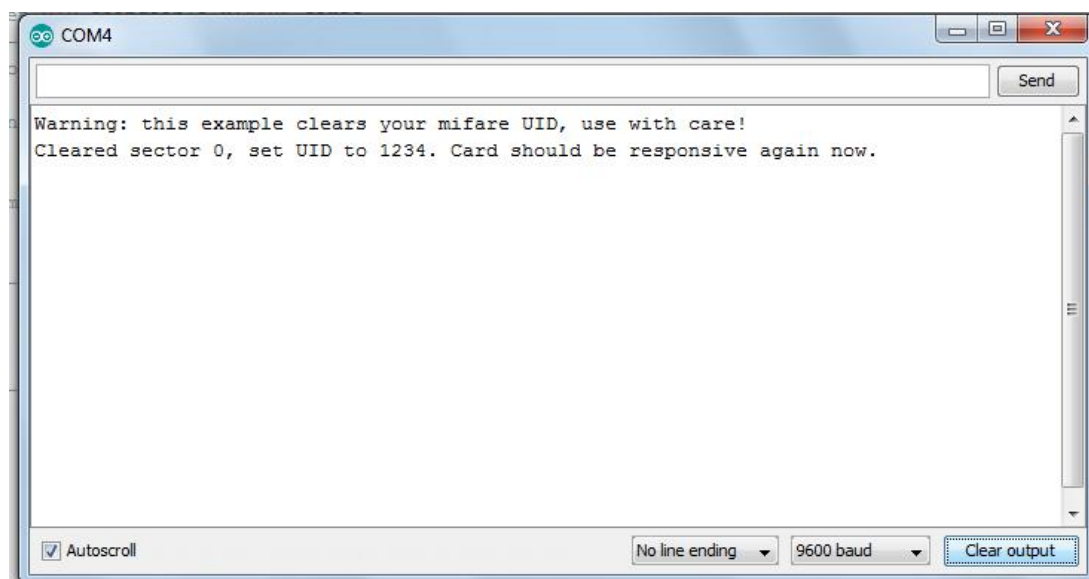 COM4
Send
Warning: this example clears your mifare UID, use with care!
Cleared sector 0, set UID to 1234. Card should be responsive again now.
Autoscroll
No line ending
9600 baud
Clear output